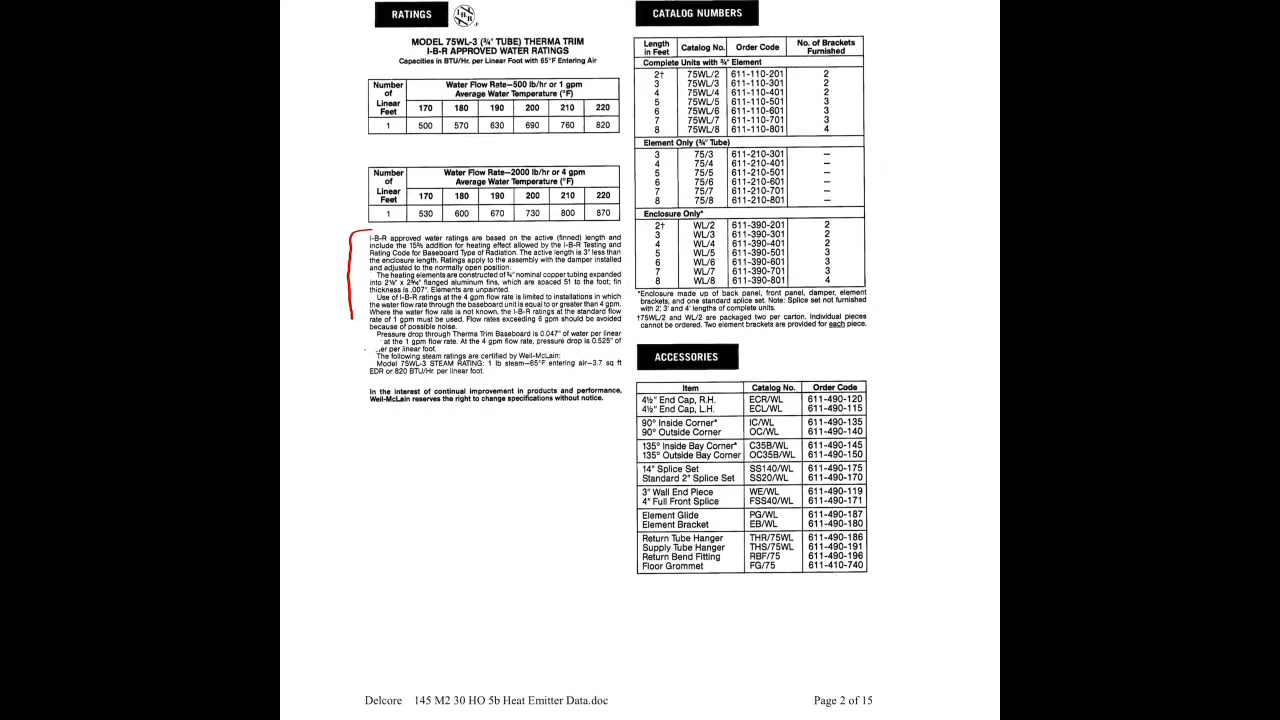 RATINGS
I-B-R
MODEL 75WL-3 (¾" TUBE) THERMA TRIM
I-B-R APPROVED WATER RATINGS
Capacities in BTU/Hr. per Linear Foot with 65°F Entering Air
Number of Linear Feet
Water Flow Rate—500 lb/hr or 1 gpm
Average Water Temperature (°F)
170 180 190 200 210 220
1 500 570 630 690 760 820
Number of Linear Feet
Water Flow Rate—2000 lb/hr or 4 gpm
Average Water Temperature (°F)
170 180 190 200 210 220
1 530 600 670 730 800 870
I-B-R approved water ratings are based on the active (finned) length and
include the 15% addition for heating effect allowed by the I-B-R Testing and
Rating Code for Baseboard Type of Radiation. The active length is 3" less than
the enclosure length. Ratings apply to the assembly with the damper installed
and adjusted to the normally open position.
The heating elements are constructed of ¾" nominal copper tubing expanded
into 2⅛" x flanged aluminum fins, which are spaced 51 to the foot; fin
thickness is .007". Elements are unpainted.
Use of I-B-R ratings at the 4 gpm flow rate is limited to installations in which
the water flow rate through the baseboard unit is equal to or greater than 4 gpm.
Where the water flow rate is not known, the I-B-R ratings at the standard flow
rate of 1 gpm must be used. Flow rates exceeding 6 gpm should be avoided
because of possible noise.
Pressure drop through Therma Trim Baseboard is 0.047" of water per linear
at the 1 gpm flow rate. At the 4 gpm flow rate, pressure drop is 0.525" of
er per linear foot.
The following steam ratings are certified by Weil-McLain:
Model 75WL-3 STEAM RATING: 1 lb steam—65°F entering air—3.7 sq ft
EDR or 820 BTU/Hr. per linear foot.
In the interest of continual improvement in products and performance,
Weil-McLain reserves the right to change specifications without notice.
CATALOG NUMBERS
Length in Feet Catalog No. Order Code No. of Brackets Furnished
Complete Units with ¾" Element
2† 75WL/2 611-110-201 2
3 75WL/3 611-110-301 2
4 75WL/4 611-110-401 2
5 75WL/5 611-110-501 3
6 75WL/6 611-110-601 3
7 75WL/7 611-110-701 3
8 75WL/8 611-110-801 4
Element Only (¾" Tube)
3 75/3 611-210-301 —
4 75/4 611-210-401 —
5 75/5 611-210-501 —
6 75/6 611-210-601 —
7 75/7 611-210-701 —
8 75/8 611-210-801 —
Enclosure Only*
2† WL/2 611-390-201 2
3 WL/3 611-390-301 2
4 WL/4 611-390-401 2
5 WL/5 611-390-501 3
6 WL/6 611-390-601 3
7 WL/7 611-390-701 3
8 WL/8 611-390-801 4
*Enclosure made up of back panel, front panel, damper, element
brackets, and one standard splice set. Note: Splice set not furnished
with 2', 3' and 4' lengths of complete units.
†75WL/2 and WL/2 are packaged two per carton. Individual pieces
cannot be ordered. Two element brackets are provided for each piece.
ACCESSORIES
Item Catalog No. Order Code
4½" End Cap, R.H. ECR/WL 611-490-120
4½" End Cap, L.H. ECL/WL 611-490-115
90° Inside Corner* IC/WL 611-490-135
90° Outside Corner OC/WL 611-490-140
135° Inside Bay Corner* C35B/WL 611-490-145
135° Outside Bay Corner OC35B/WL 611-490-150
14" Splice Set SS140/WL 611-490-175
Standard 2" Splice Set SS20/WL 611-490-170
3" Wall End Piece WE/WL 611-490-119
4" Full Front Splice FSS40/WL 611-490-171
Element Glide PG/WL 611-490-187
Element Bracket EB/WL 611-490-180
Return Tube Hanger THR/75WL 611-490-186
Supply Tube Hanger THS/75WL 611-490-191
Return Bend Fitting RBF/75 611-490-196
Floor Grommet FG/75 611-410-740
Delcore 145 M2 30 HO 5b Heat Emitter Data.doc Page 2 of 15